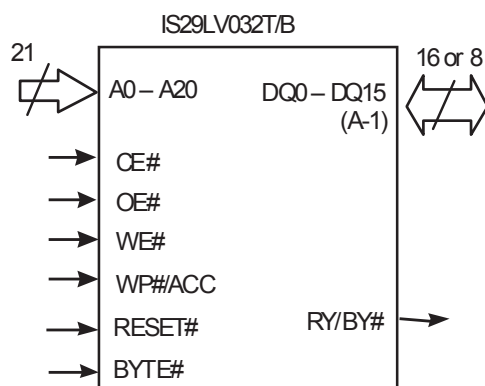 IS29LV032T/B
21
16 or 8
A0 – A20
DQ0 – DQ15
(A-1)
CE#
OE#
WE#
WP#/ACC
RESET#
RY/BY#
BYTE#